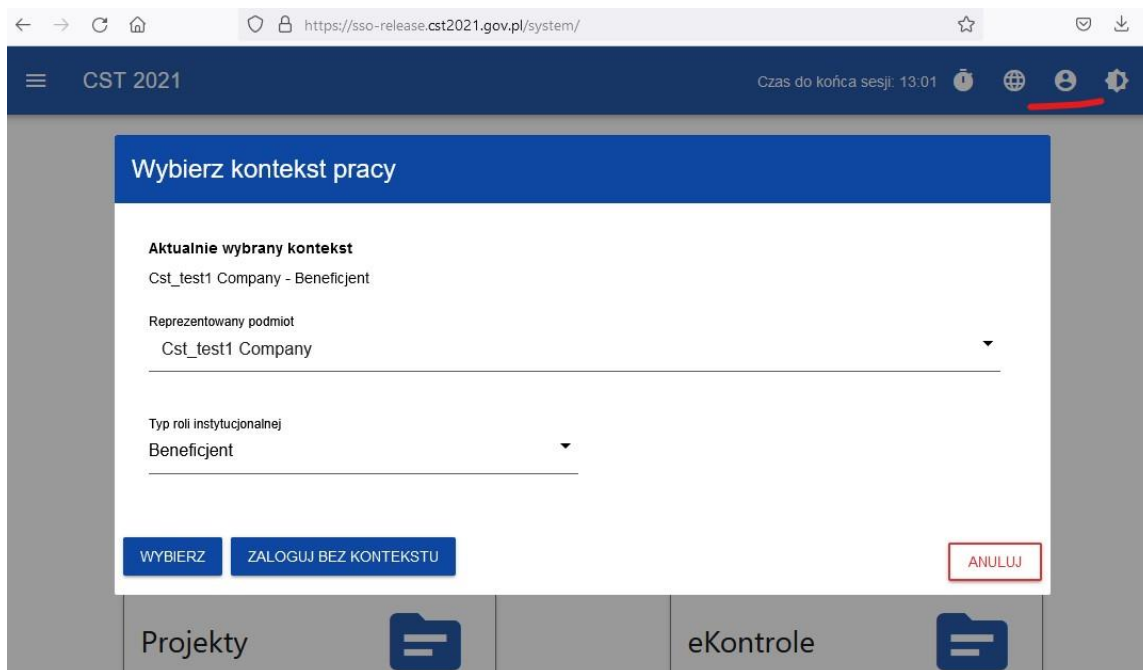 https://sso-release.cst2021.gov.pl/system/
CST 2021
Czas do końca sesji: 13:01
Wybierz kontekst pracy
Aktualnie wybrany kontekst
Cst_test1 Company - Beneficjent
Reprezentowany podmiot
Cst_test1 Company
Typ roli instytucjonalnej
Beneficjent
WYBIERZ
ZALOGUJ BEZ KONTEKSTU
ANULUJ
Projekty
eKontrole